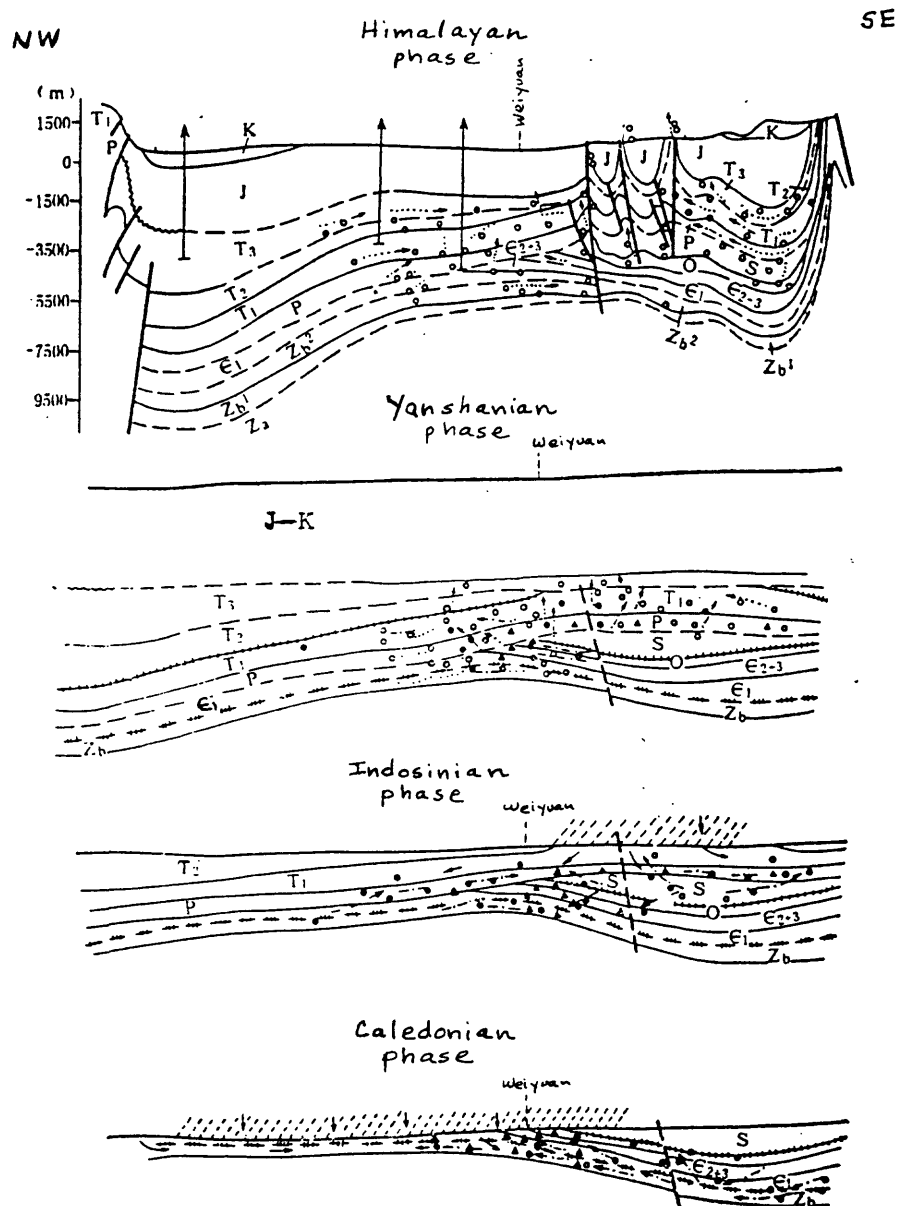 NW
SE
Himalayan
phase
Weiyuan
(m)
1500
0
-1500
-3500
-5500
-7500
9500
T1
P
K
J
T3
T2
T1
P
Є1
Zb2
Zb1
Za
Є2-3
J
J
J
K
T3
T2
T1
P
S
O
Є1
Є2-3
Zb2
Zb1
Yanshanian
phase
Weiyuan
J—K
T3
T2
T1
P
Є1
Zb
T1
P
S
O
Є2-3
Є1
Zb
Indosinian
phase
Weiyuan
T2
T1
P
S
S
O
Є2-3
Є1
Zb
Caledonian
phase
Weiyuan
S
Є2+3
Є1
Zb